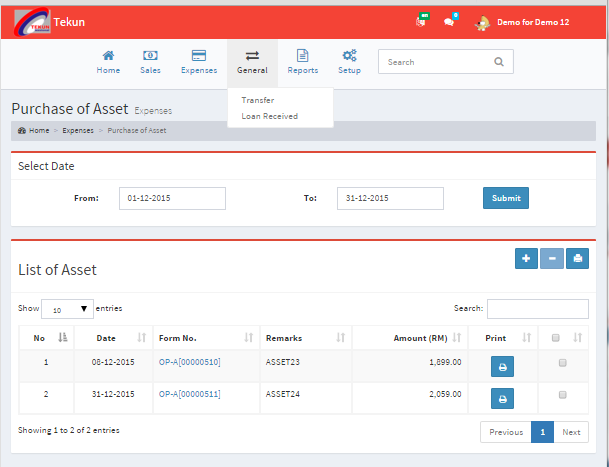 TEKUN
Tekun
Demo for Demo 12
Home Sales Expenses General Reports Setup Search
Transfer
Loan Received
Purchase of Asset Expenses
Home > Expenses > Purchase of Asset
Select Date
From: 01-12-2015 To: 31-12-2015 Submit
List of Asset
Show 10 entries Search:
No Date Form No. Remarks Amount (RM) Print
1 08-12-2015 OP-A[00000510] ASSET23 1,899.00
2 31-12-2015 OP-A[00000511] ASSET24 2,059.00
Showing 1 to 2 of 2 entries Previous 1 Next